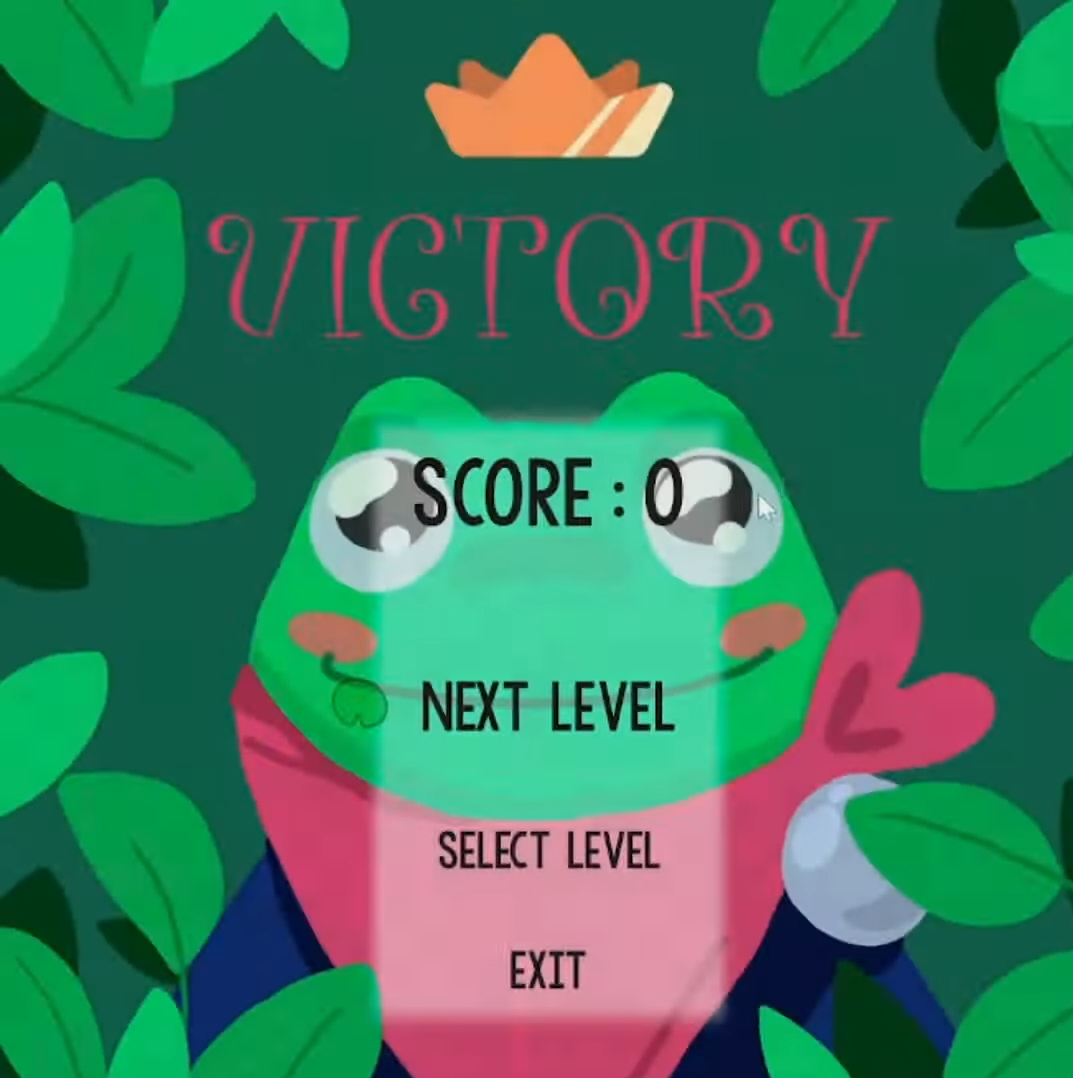 VICTORY
SCORE : 0
NEXT LEVEL
SELECT LEVEL
EXIT